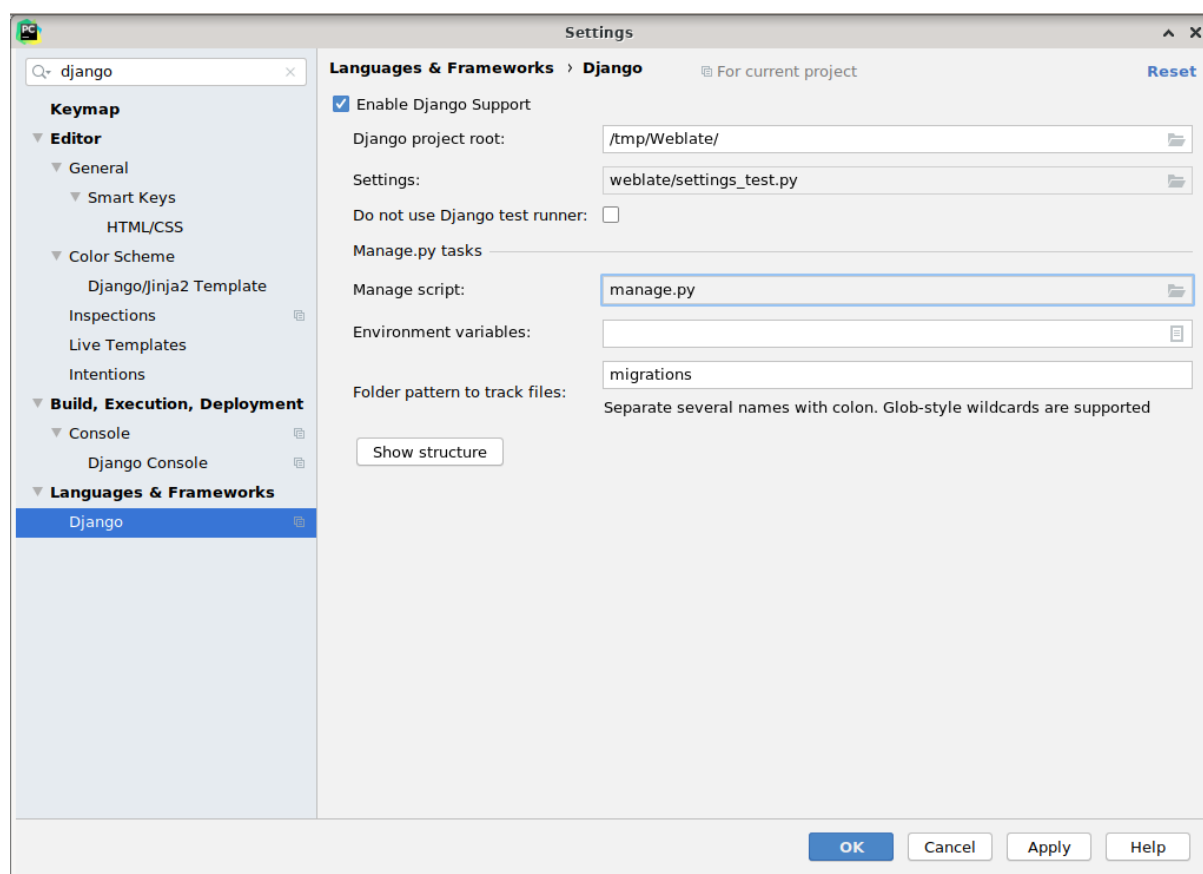 PC
Settings
django
Keymap
Editor
General
Smart Keys
HTML/CSS
Color Scheme
Django/Jinja2 Template
Inspections
Live Templates
Intentions
Build, Execution, Deployment
Console
Django Console
Languages & Frameworks
Django
Languages & Frameworks › Django
For current project
Reset
Enable Django Support
Django project root: /tmp/Weblate/
Settings: weblate/settings_test.py
Do not use Django test runner:
Manage.py tasks
Manage script: manage.py
Environment variables:
Folder pattern to track files: migrations
Separate several names with colon. Glob-style wildcards are supported
Show structure
OK Cancel Apply Help